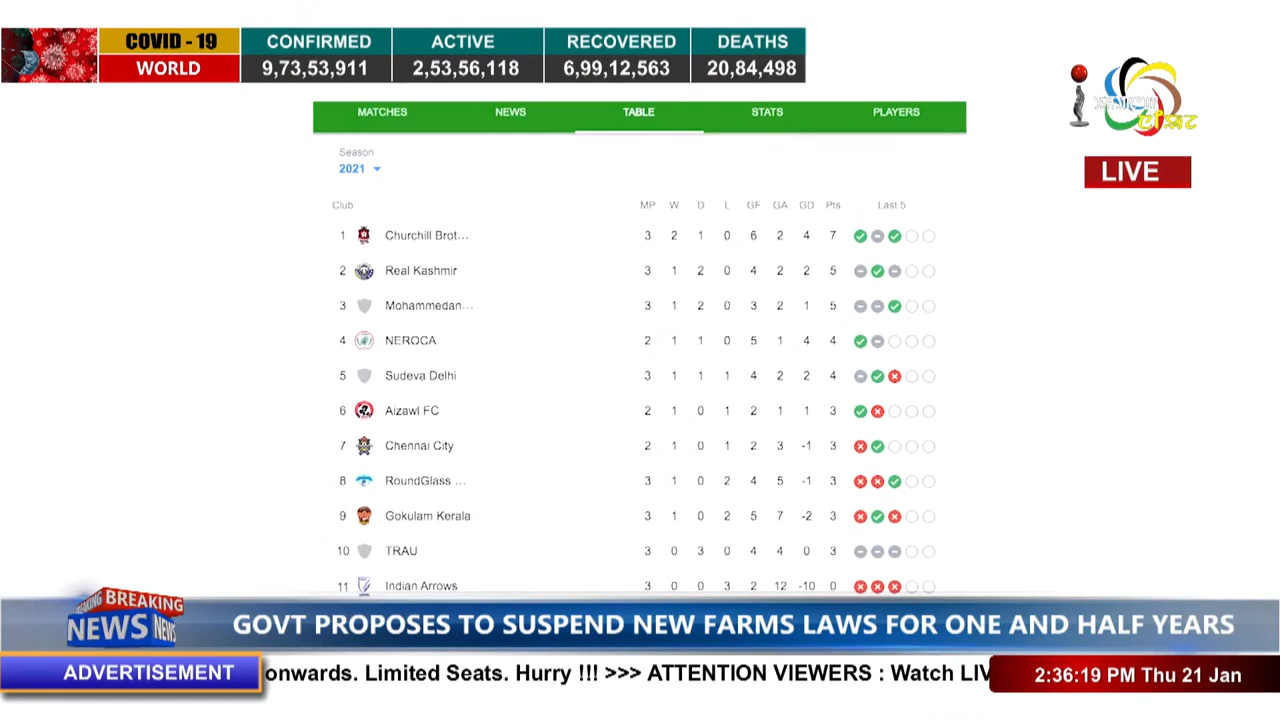 COVID - 19 CONFIRMED ACTIVE RECOVERED DEATHS
WORLD 9,73,53,911 2,53,56,118 6,99,12,563 20,84,498
MATCHES NEWS TABLE STATS PLAYERS
LIVE
Season
2021
Club MP W D L GF GA GD Pts Last 5
1 Churchill Brot... 3 2 1 0 6 2 4 7
2 Real Kashmir 3 1 2 0 4 2 2 5
3 Mohammedan... 3 1 2 0 3 2 1 5
4 NEROCA 2 1 1 0 5 1 4 4
5 Sudeva Delhi 3 1 1 1 4 2 2 4
6 Aizawl FC 2 1 0 1 2 1 1 3
7 Chennai City 2 1 0 1 2 3 -1 3
8 RoundGlass ... 3 1 0 2 4 5 -1 3
9 Gokulam Kerala 3 1 0 2 5 7 -2 3
10 TRAU 3 0 3 0 4 4 0 3
11 Indian Arrows 3 0 0 3 2 12 -10 0
BREAKING
NEWS NEWS
GOVT PROPOSES TO SUSPEND NEW FARMS LAWS FOR ONE AND HALF YEARS
ADVERTISEMENT onwards. Limited Seats. Hurry !!! >>> ATTENTION VIEWERS : Watch LIV 2:36:19 PM Thu 21 Jan